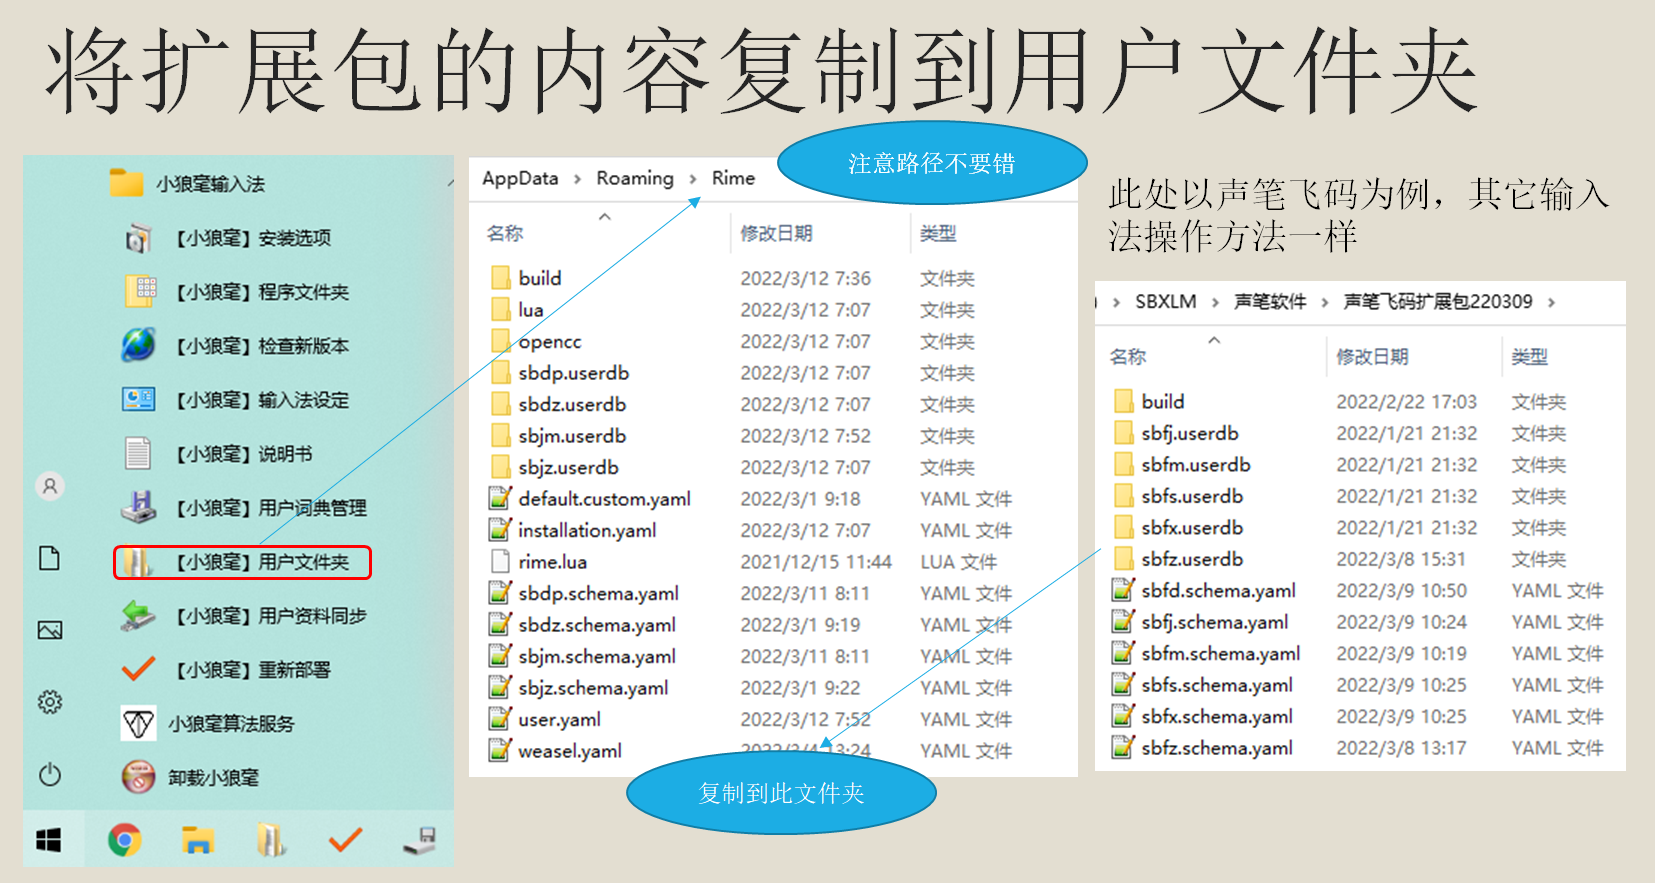 将扩展包的内容复制到用户文件夹
小狼毫输入法
【小狼毫】安装选项
【小狼毫】程序文件夹
【小狼毫】检查新版本
【小狼毫】输入法设定
【小狼毫】说明书
【小狼毫】用户词典管理
【小狼毫】用户文件夹
【小狼毫】用户资料同步
【小狼毫】重新部署
小狼毫算法服务
卸载小狼毫
AppData › Roaming › Rime
注意路径不要错
名称 修改日期 类型
build 2022/3/12 7:36 文件夹
lua 2022/3/12 7:07 文件夹
opencc 2022/3/12 7:07 文件夹
sbdp.userdb 2022/3/12 7:07 文件夹
sbdz.userdb 2022/3/12 7:07 文件夹
sbjm.userdb 2022/3/12 7:52 文件夹
sbjz.userdb 2022/3/12 7:07 文件夹
default.custom.yaml 2022/3/1 9:18 YAML 文件
installation.yaml 2022/3/12 7:07 YAML 文件
rime.lua 2021/12/15 11:44 LUA 文件
sbdp.schema.yaml 2022/3/11 8:11 YAML 文件
sbdz.schema.yaml 2022/3/1 9:19 YAML 文件
sbjm.schema.yaml 2022/3/11 8:11 YAML 文件
sbjz.schema.yaml 2022/3/1 9:22 YAML 文件
user.yaml 2022/3/12 7:52 YAML 文件
weasel.yaml 2022/3/4 13:24 YAML 文件
复制到此文件夹
此处以声笔飞码为例，其它输入
法操作方法一样
› SBXLM › 声笔软件 › 声笔飞码扩展包220309 ›
名称 修改日期 类型
build 2022/2/22 17:03 文件夹
sbfj.userdb 2022/1/21 21:32 文件夹
sbfm.userdb 2022/1/21 21:32 文件夹
sbfs.userdb 2022/1/21 21:32 文件夹
sbfx.userdb 2022/1/21 21:32 文件夹
sbfz.userdb 2022/3/8 15:31 文件夹
sbfd.schema.yaml 2022/3/9 10:50 YAML 文件
sbfj.schema.yaml 2022/3/9 10:24 YAML 文件
sbfm.schema.yaml 2022/3/9 10:19 YAML 文件
sbfs.schema.yaml 2022/3/9 10:25 YAML 文件
sbfx.schema.yaml 2022/3/9 10:25 YAML 文件
sbfz.schema.yaml 2022/3/8 13:17 YAML 文件